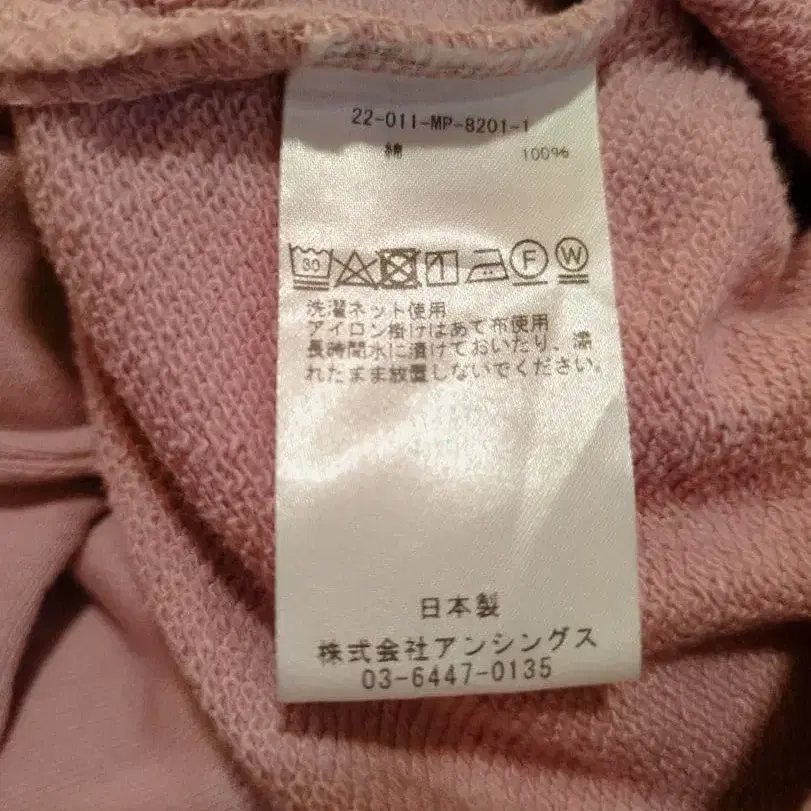 22-011-MP-8201-1
綿 100%
30 F W
洗濯ネット使用
アイロン掛けはあて布使用
長時間水に漬けておいたり、濡
れたまま放置しないでください。
日本製
株式会社アンシングス
03-6447-0135